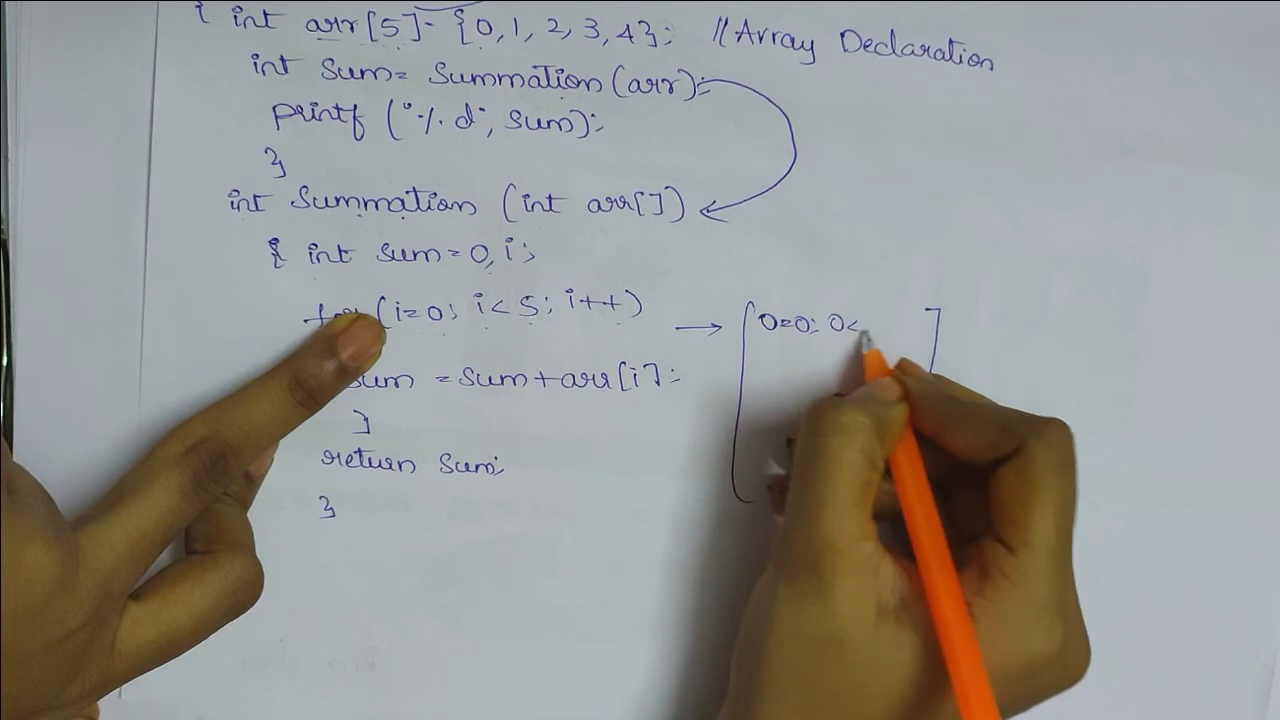 { int arr[5]= {0,1,2,3,4}; //Array Declaration
int Sum= Summation (arr);
printf ("%d", sum);
}
int Summation (int arr[])
{ int sum=0, i;
for (i=0; i<5; i++) → [0=0; 0< ]
sum = sum+arr[i];
}
return sum;
}